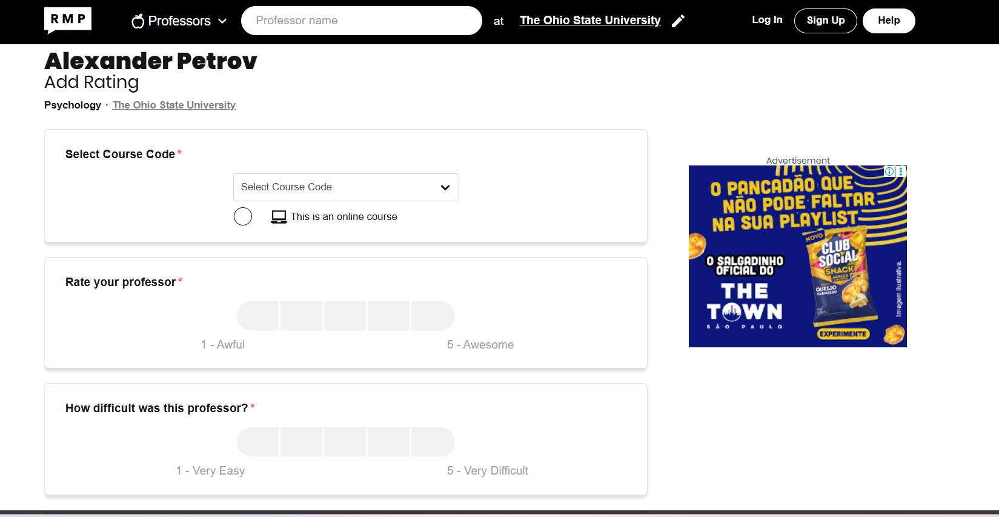 RMP
Professors
Professor name
at
The Ohio State University
Log In
Sign Up
Help
Alexander Petrov
Add Rating
Psychology · The Ohio State University
Select Course Code *
Select Course Code
This is an online course
Rate your professor *
1 - Awful
5 - Awesome
How difficult was this professor? *
1 - Very Easy
5 - Very Difficult
Advertisement
O PANCADÃO QUE
NÃO PODE FALTAR
NA SUA PLAYLIST
O SALGADINHO
OFICIAL DO
THE
TOWN
SÃO PAULO
NOVO
CLUB
SOCIAL
SNACK
ASSADO
QUEIJO
PARMESÃO
EXPERIMENTE
Imagem ilustrativa.